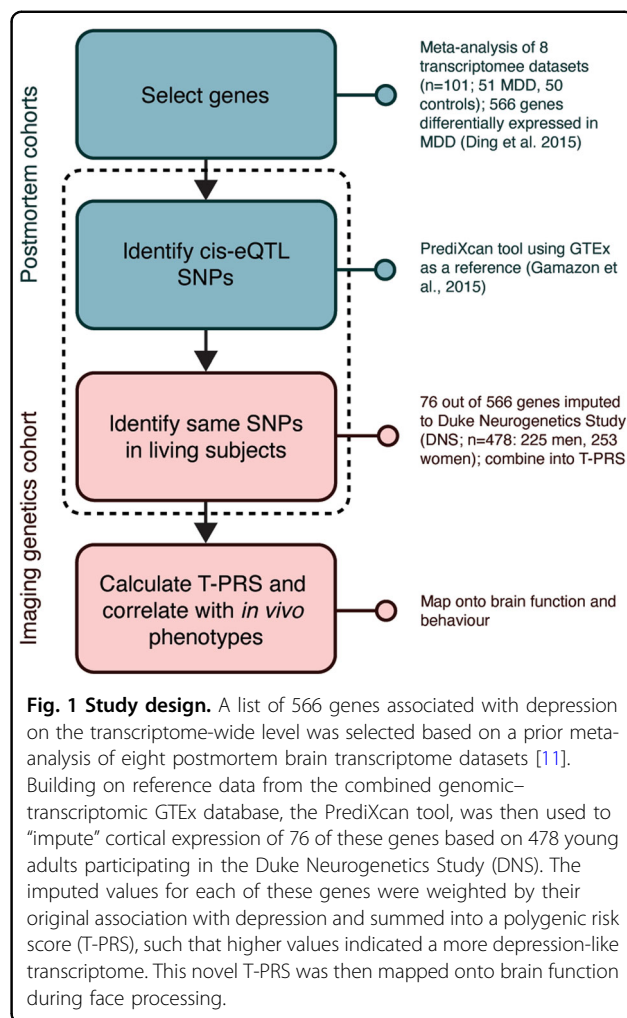 Postmortem cohorts
Imaging genetics cohort
Select genes
Meta-analysis of 8
transcriptomee datasets
(n=101; 51 MDD, 50
controls); 566 genes
differentially expressed in
MDD (Ding et al. 2015)
Identify cis-eQTL
SNPs
PrediXcan tool using GTEx
as a reference (Gamazon et
al., 2015)
Identify same SNPs
in living subjects
76 out of 566 genes imputed
to Duke Neurogenetics Study
(DNS; n=478: 225 men, 253
women); combine into T-PRS
Calculate T-PRS and
correlate with in vivo
phenotypes
Map onto brain function and
behaviour
Fig. 1 Study design. A list of 566 genes associated with depression
on the transcriptome-wide level was selected based on a prior meta-
analysis of eight postmortem brain transcriptome datasets [11].
Building on reference data from the combined genomic–
transcriptomic GTEx database, the PrediXcan tool, was then used to
“impute” cortical expression of 76 of these genes based on 478 young
adults participating in the Duke Neurogenetics Study (DNS). The
imputed values for each of these genes were weighted by their
original association with depression and summed into a polygenic risk
score (T-PRS), such that higher values indicated a more depression-like
transcriptome. This novel T-PRS was then mapped onto brain function
during face processing.